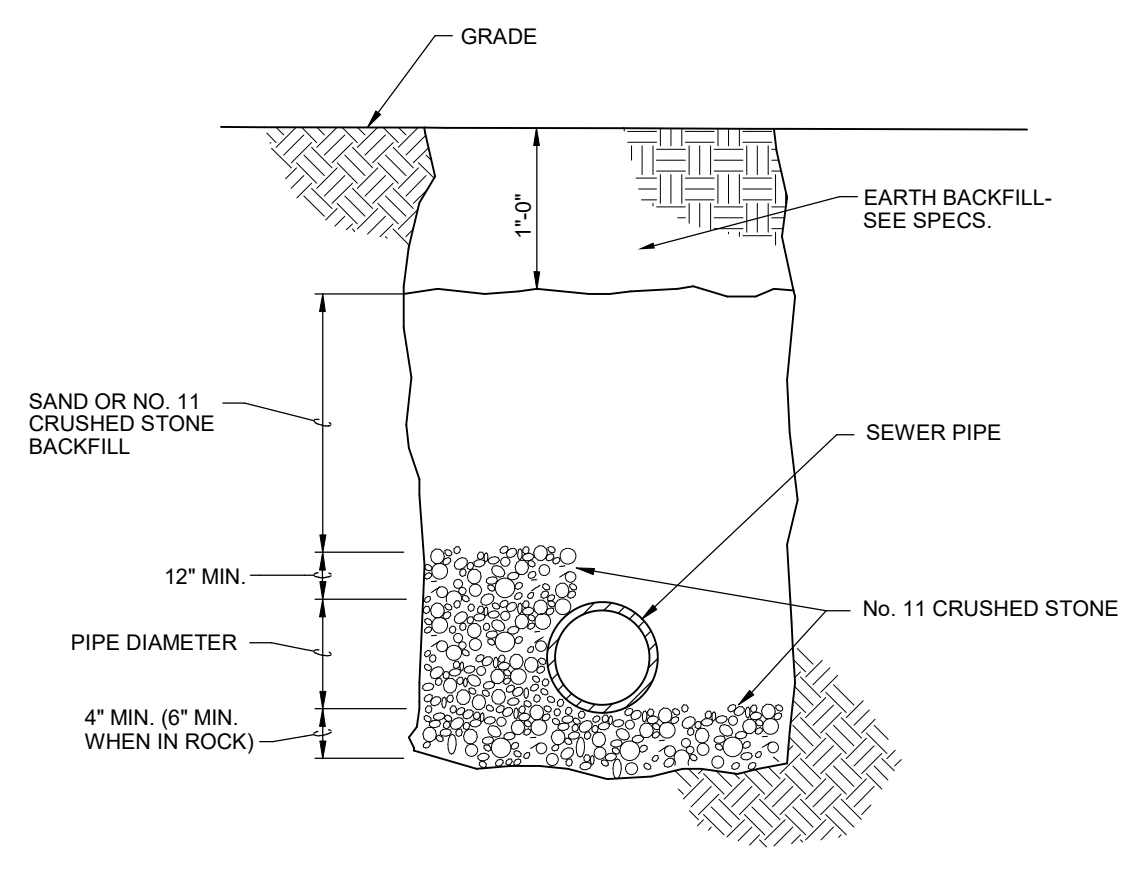 GRADE
1"-0"
EARTH BACKFILL-
SEE SPECS.
SAND OR NO. 11
CRUSHED STONE
BACKFILL
SEWER PIPE
12" MIN.
No. 11 CRUSHED STONE
PIPE DIAMETER
4" MIN. (6" MIN.
WHEN IN ROCK)